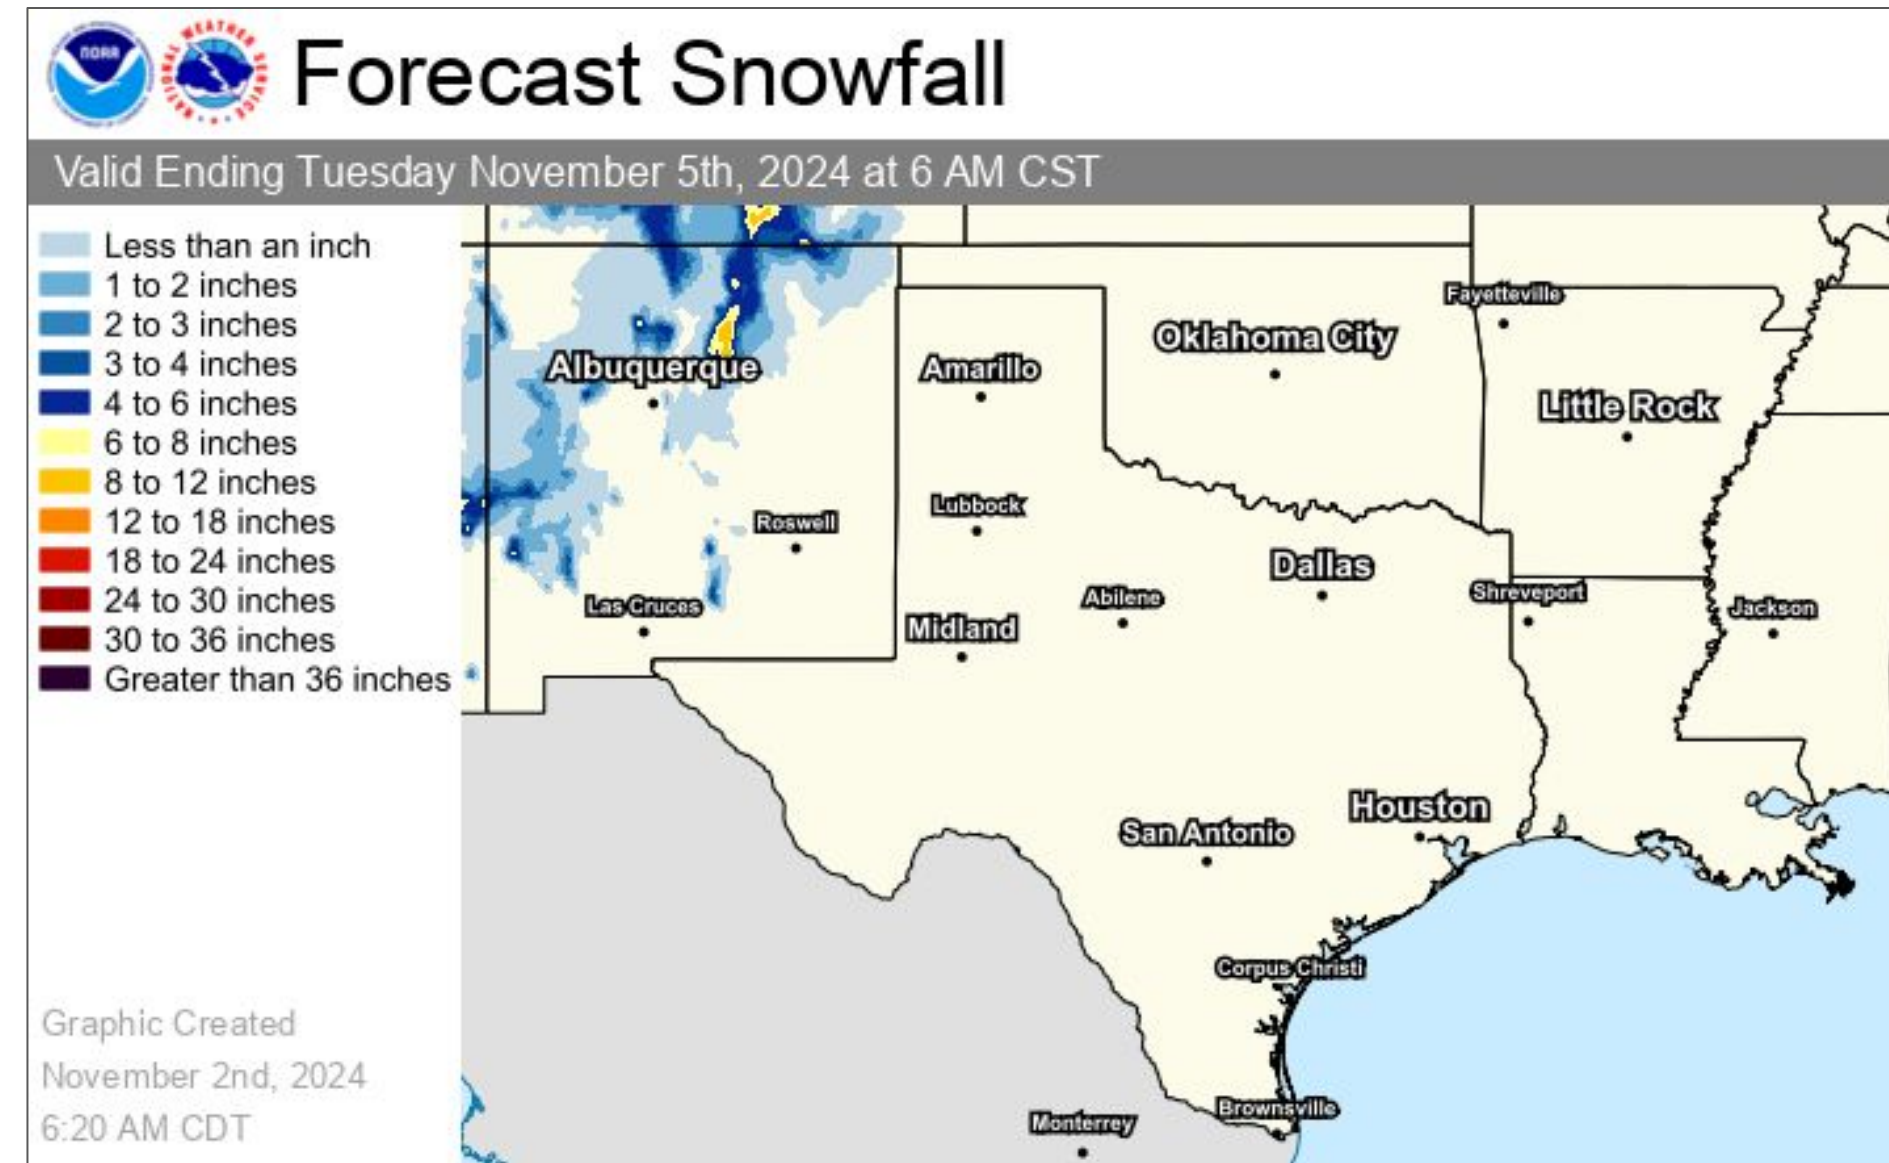 NOAA
NATIONAL WEATHER SERVICE
Forecast Snowfall
Valid Ending Tuesday November 5th, 2024 at 6 AM CST
Less than an inch
1 to 2 inches
2 to 3 inches
3 to 4 inches
4 to 6 inches
6 to 8 inches
8 to 12 inches
12 to 18 inches
18 to 24 inches
24 to 30 inches
30 to 36 inches
Greater than 36 inches
Fayetteville
Oklahoma City
Albuquerque
Amarillo
Little Rock
Lubbock
Roswell
Dallas
Shreveport
Abilene
Las Cruces
Jackson
Midland
Houston
San Antonio
Corpus Christi
Brownsville
Monterrey
Graphic Created
November 2nd, 2024
6:20 AM CDT